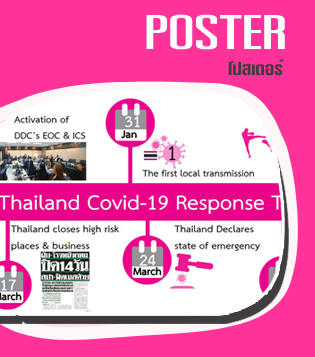 POSTER
โปสเตอร์
Activation of
DDC's EOC & ICS
31
Jan
1
The first local transmission
Thailand Covid-19 Response T
Thailand closes high risk
places & business
Thailand Declares
state of emergency
ปิด14วัน
24
March
17
arch